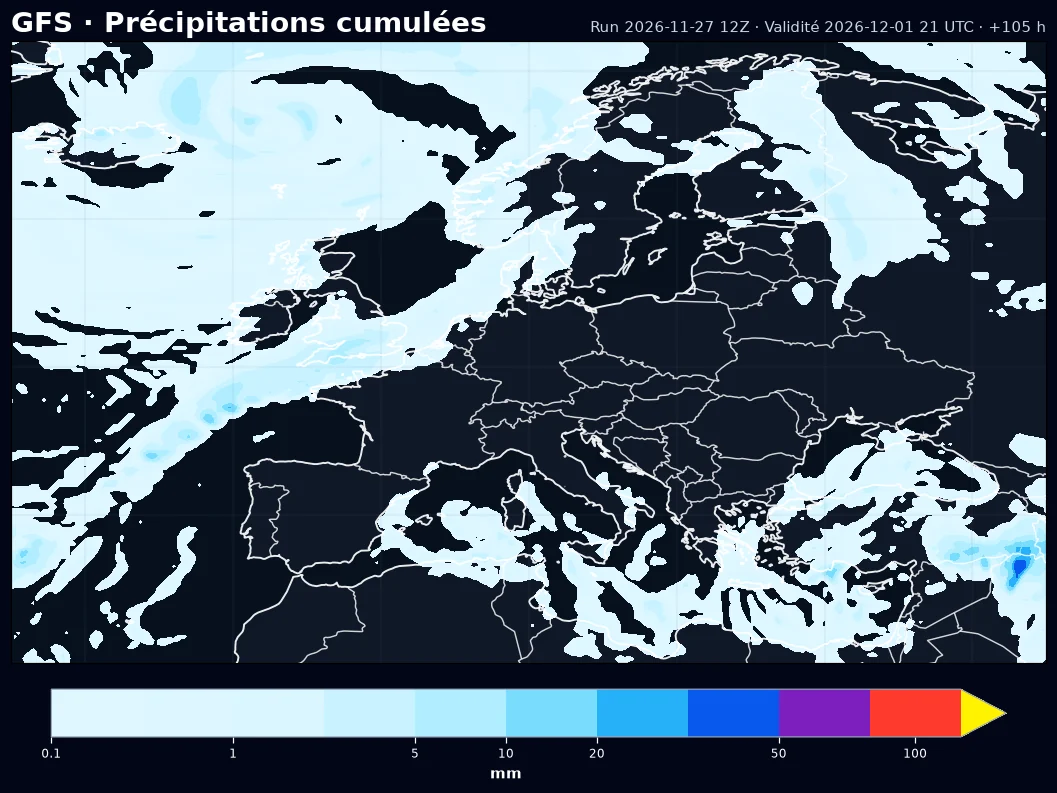 GFS · Précipitations cumulées
Run 2026-11-27 12Z · Validité 2026-12-01 21 UTC · +105 h
0.1 1 5 10 20 50 100
mm